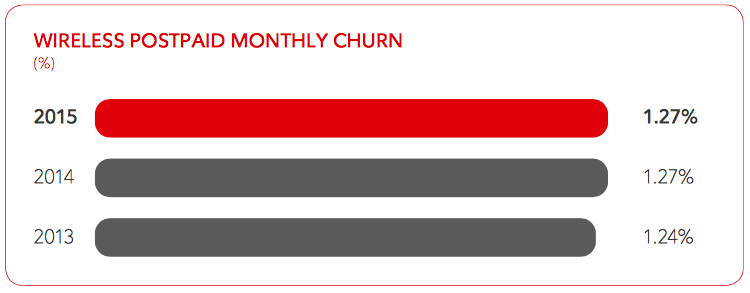 WIRELESS POSTPAID MONTHLY CHURN
(%)
2015 1.27%
2014 1.27%
2013 1.24%